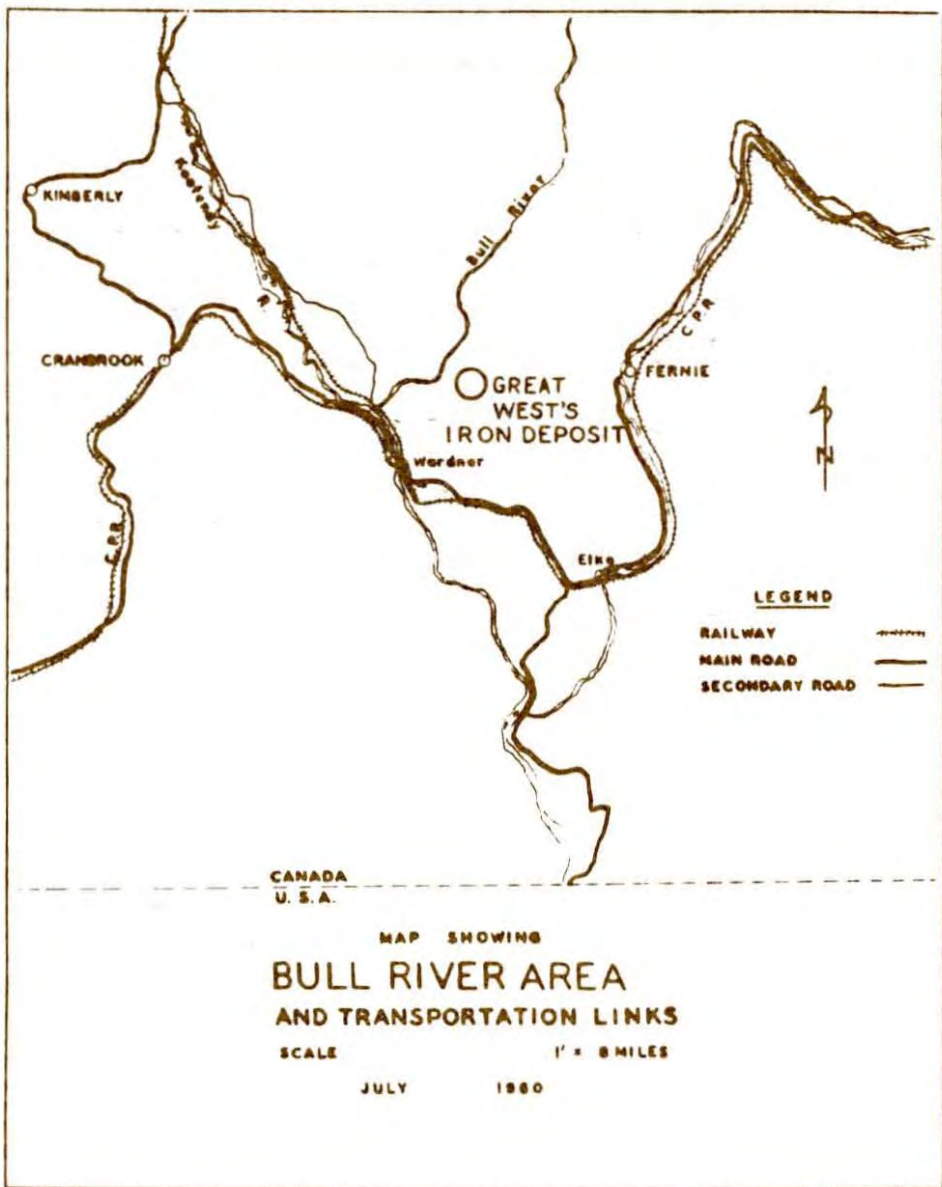 KIMBERLY
Kootenay
R.
Bull River
CRANBROOK
C.P.R.
FERNIE
GREAT
WEST'S
IRON DEPOSIT
N
Wardner
C.P.R.
Elko
LEGEND
RAILWAY
MAIN ROAD
SECONDARY ROAD
CANADA
U.S.A.
MAP SHOWING
BULL RIVER AREA
AND TRANSPORTATION LINKS
SCALE 1" = 8 MILES
JULY 1960